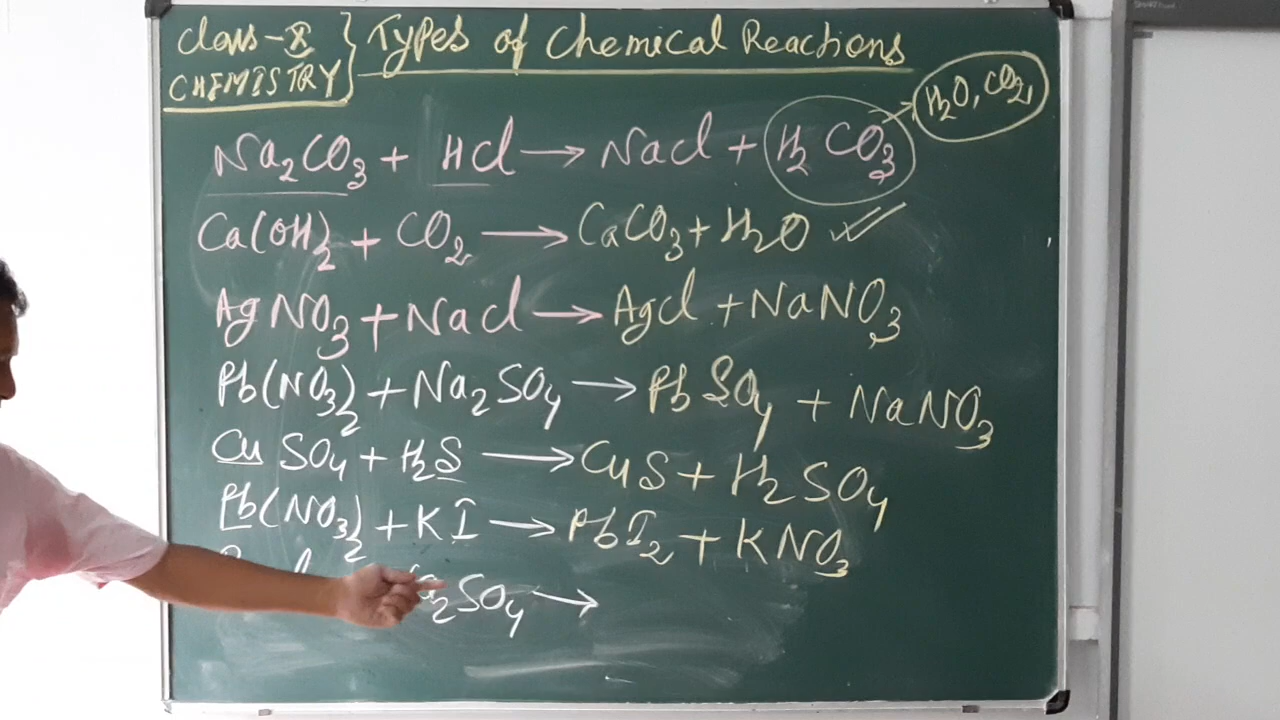 Class-X } Types of Chemical Reactions
CHEMISTRY
H₂O, CO₂
Na₂CO₃ + HCl → NaCl + H₂CO₃
Ca(OH)₂ + CO₂ → CaCO₃ + H₂O
AgNO₃ + NaCl → AgCl + NaNO₃
Pb(NO₃)₂ + Na₂SO₄ → PbSO₄ + NaNO₃
CuSO₄ + H₂S → CuS + H₂SO₄
Pb(NO₃)₂ + KI → PbI₂ + KNO₃
₂SO₄ →